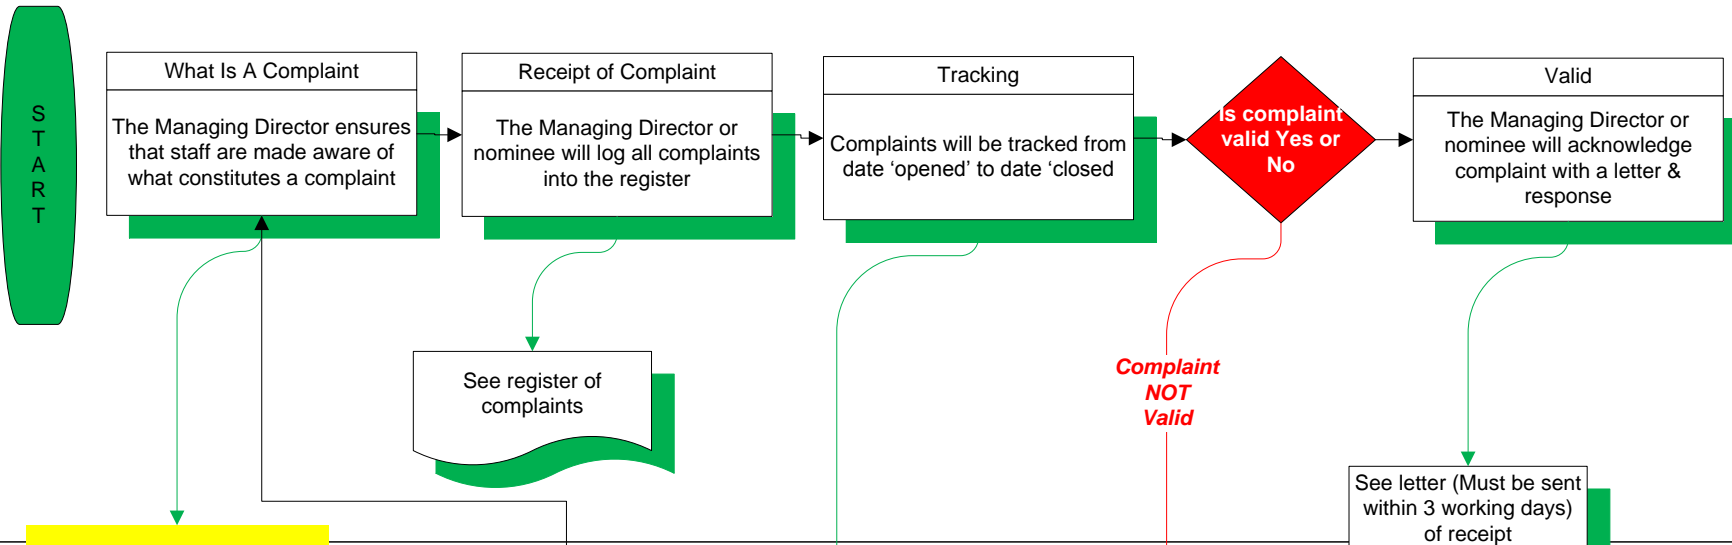 START
What Is A Complaint
The Managing Director ensures
that staff are made aware of
what constitutes a complaint
Receipt of Complaint
The Managing Director or
nominee will log all complaints
into the register
Tracking
Complaints will be tracked from
date ‘opened’ to date ‘closed
Is complaint
valid Yes or
No
Valid
The Managing Director or
nominee will acknowledge
complaint with a letter &
response
See register of
complaints
Complaint
NOT
Valid
See letter (Must be sent
within 3 working days)
of receipt